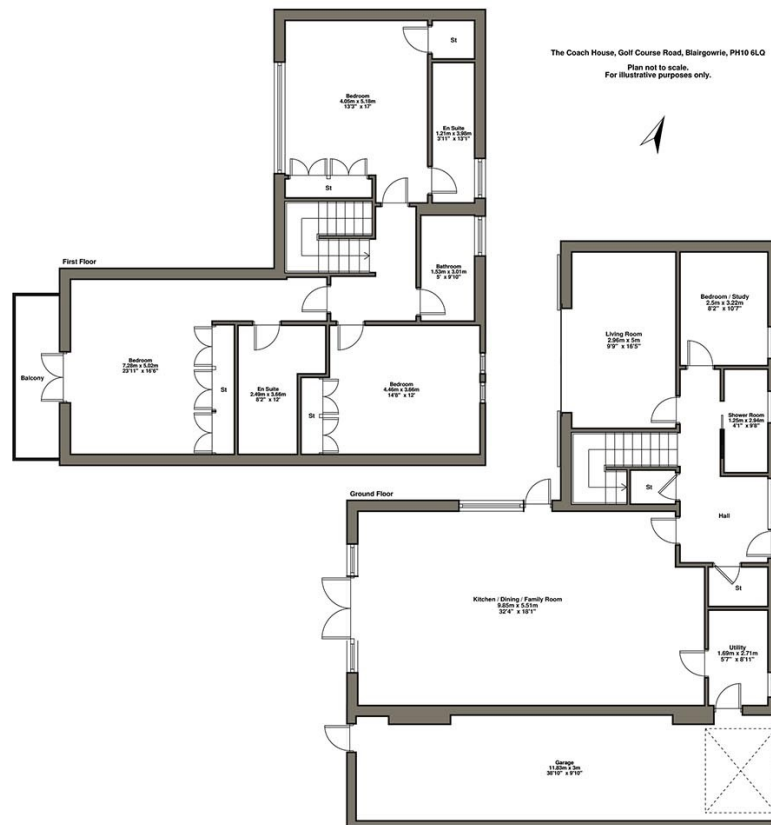 The Coach House, Golf Course Road, Blairgowrie, PH10 6LQ
Plan not to scale.
For illustrative purposes only.
St
Bedroom
4.05m x 5.18m
13'3" x 17'
En Suite
1.21m x 3.98m
3'11" x 13'1"
St
Bathroom
1.53m x 3.01m
5' x 9'10"
First Floor
Balcony
Bedroom
7.28m x 5.02m
23'11" x 16'6"
St
En Suite
2.49m x 3.66m
8'2" x 12'
St
Bedroom
4.46m x 3.66m
14'8" x 12'
Living Room
2.96m x 5m
9'9" x 16'5"
Bedroom / Study
2.5m x 3.22m
8'2" x 10'7"
Shower Room
1.25m x 2.94m
4'1" x 9'8"
St
Hall
Ground Floor
Kitchen / Dining / Family Room
9.85m x 5.51m
32'4" x 18'1"
St
Utility
1.69m x 2.71m
5'7" x 8'11"
Garage
11.83m x 3m
38'10" x 9'10"